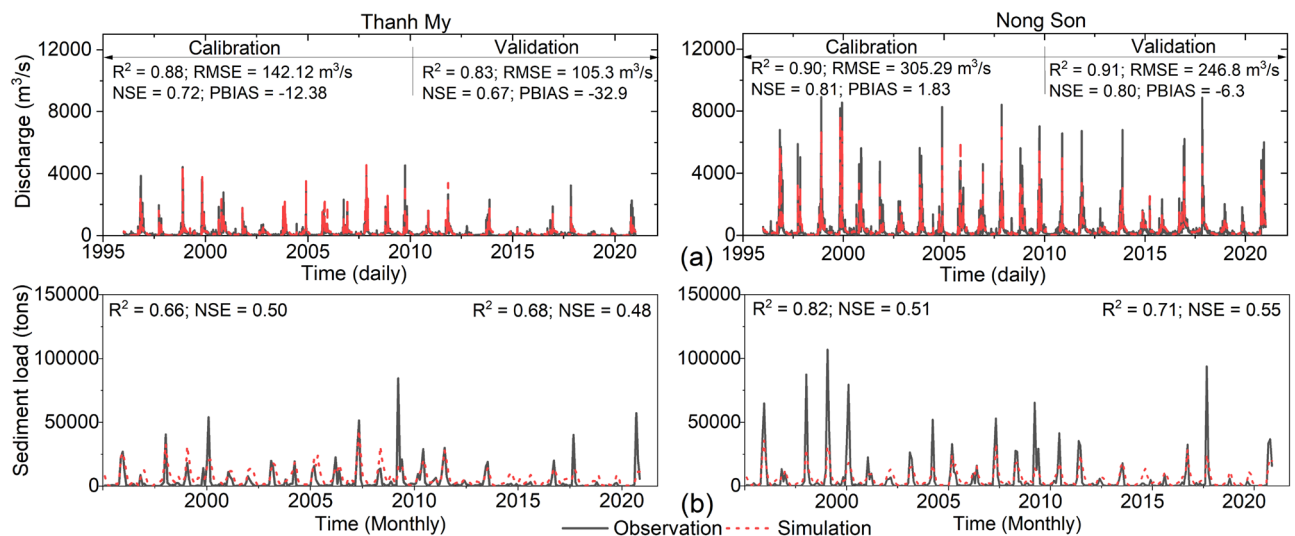 Thanh My
Nong Son
Calibration
Validation
R² = 0.88; RMSE = 142.12 m³/s
NSE = 0.72; PBIAS = -12.38
R² = 0.83; RMSE = 105.3 m³/s
NSE = 0.67; PBIAS = -32.9
Discharge (m³/s)
12000
8000
4000
0
1995 2000 2005 2010 2015 2020
Time (daily)
(a)
Calibration
Validation
R² = 0.90; RMSE = 305.29 m³/s
NSE = 0.81; PBIAS = 1.83
R² = 0.91; RMSE = 246.8 m³/s
NSE = 0.80; PBIAS = -6.3
12000
8000
4000
0
1995 2000 2005 2010 2015 2020
Time (daily)
R² = 0.66; NSE = 0.50
R² = 0.68; NSE = 0.48
Sediment load (tons)
150000
100000
50000
0
2000 2005 2010 2015 2020
Time (Monthly)
(b)
R² = 0.82; NSE = 0.51
R² = 0.71; NSE = 0.55
150000
100000
50000
0
2000 2005 2010 2015 2020
Time (Monthly)
Observation
Simulation